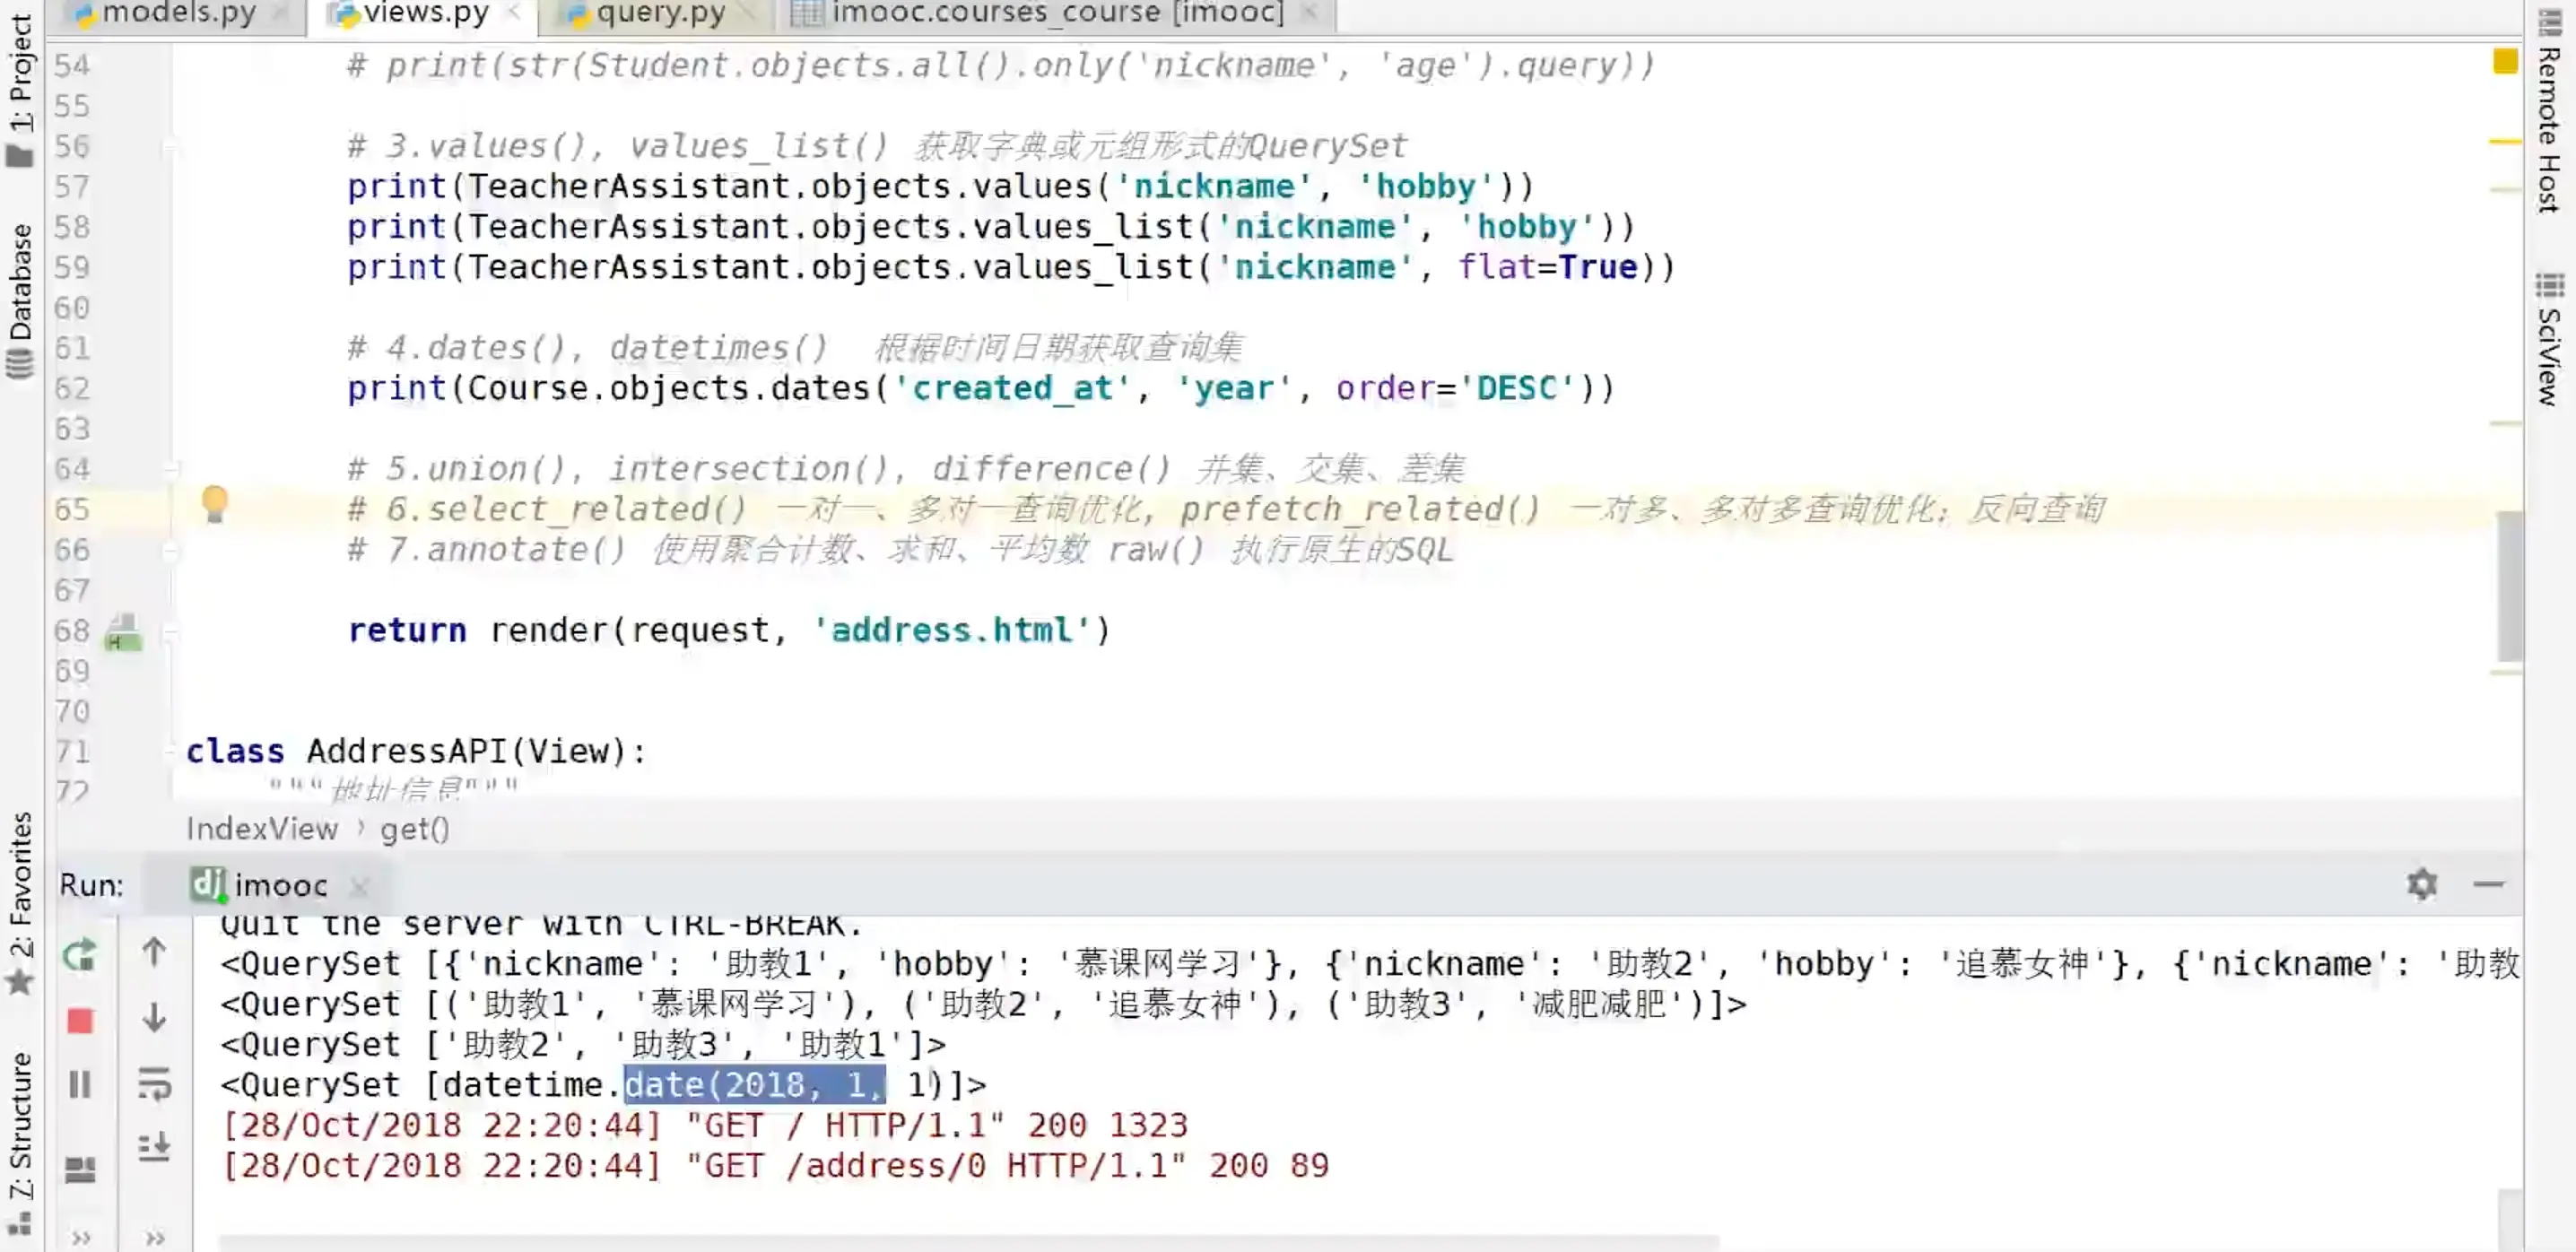 models.py views.py query.py imooc.courses_course [imooc]
1: Project
Database
2: Favorites
7: Structure
Remote Host
SciView
54 # print(str(Student.objects.all().only('nickname', 'age').query))
55
56 # 3.values(), values_list() 获取字典或元组形式的QuerySet
57 print(TeacherAssistant.objects.values('nickname', 'hobby'))
58 print(TeacherAssistant.objects.values_list('nickname', 'hobby'))
59 print(TeacherAssistant.objects.values_list('nickname', flat=True))
60
61 # 4.dates(), datetimes() 根据时间日期获取查询集
62 print(Course.objects.dates('created_at', 'year', order='DESC'))
63
64 # 5.union(), intersection(), difference() 并集、交集、差集
65 # 6.select_related() 一对一、多对一查询优化, prefetch_related() 一对多、多对多查询优化; 反向查询
66 # 7.annotate() 使用聚合计数、求和、平均数 raw() 执行原生的SQL
67
68 return render(request, 'address.html')
69
70
71 class AddressAPI(View):
72 """地址信息"""
IndexView › get()
Run: imooc
Quit the server with CTRL-BREAK.
<QuerySet [{'nickname': '助教1', 'hobby': '慕课网学习'}, {'nickname': '助教2', 'hobby': '追慕女神'}, {'nickname': '助教
<QuerySet [('助教1', '慕课网学习'), ('助教2', '追慕女神'), ('助教3', '减肥减肥')]>
<QuerySet ['助教2', '助教3', '助教1']>
<QuerySet [datetime.date(2018, 1, 1)]>
[28/Oct/2018 22:20:44] "GET / HTTP/1.1" 200 1323
[28/Oct/2018 22:20:44] "GET /address/0 HTTP/1.1" 200 89